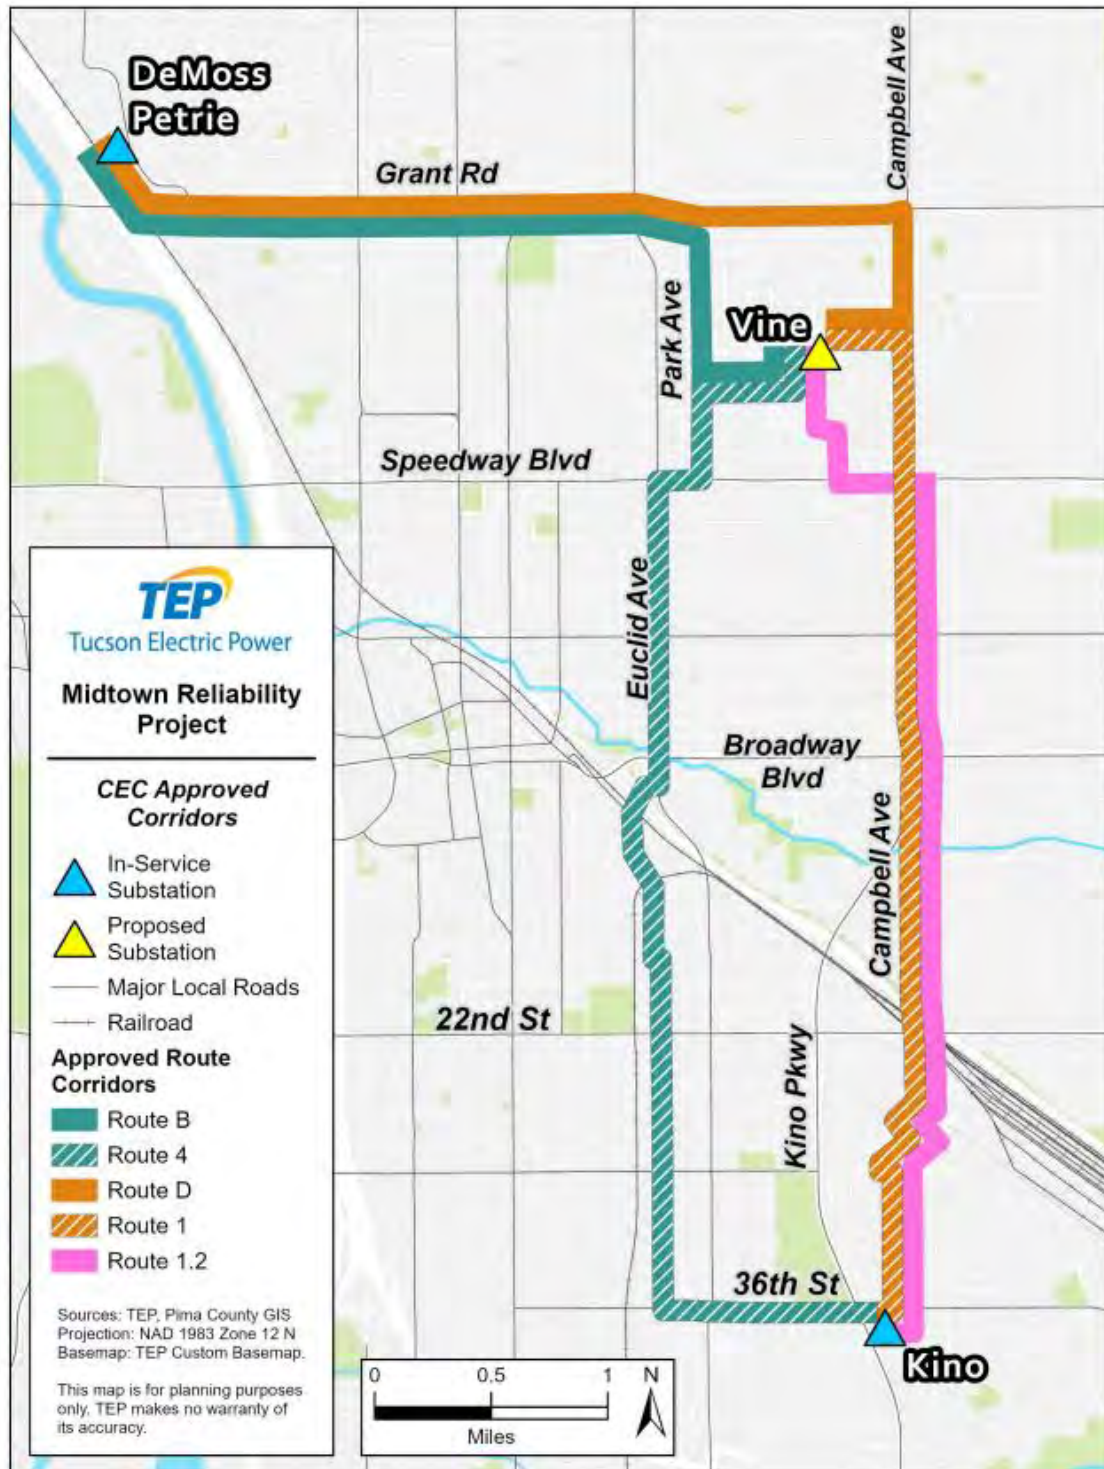 DeMoss
Petrie
Grant Rd
Campbell Ave
Vine
Park Ave
Speedway Blvd
Euclid Ave
Broadway
Blvd
Campbell Ave
22nd St
Kino Pkwy
36th St
Kino
TEP
Tucson Electric Power
Midtown Reliability
Project
CEC Approved
Corridors
In-Service
Substation
Proposed
Substation
Major Local Roads
Railroad
Approved Route
Corridors
Route B
Route 4
Route D
Route 1
Route 1.2
Sources: TEP, Pima County GIS
Projection: NAD 1983 Zone 12 N
Basemap: TEP Custom Basemap.
This map is for planning purposes
only. TEP makes no warranty of
its accuracy.
0 0.5 1
Miles
N